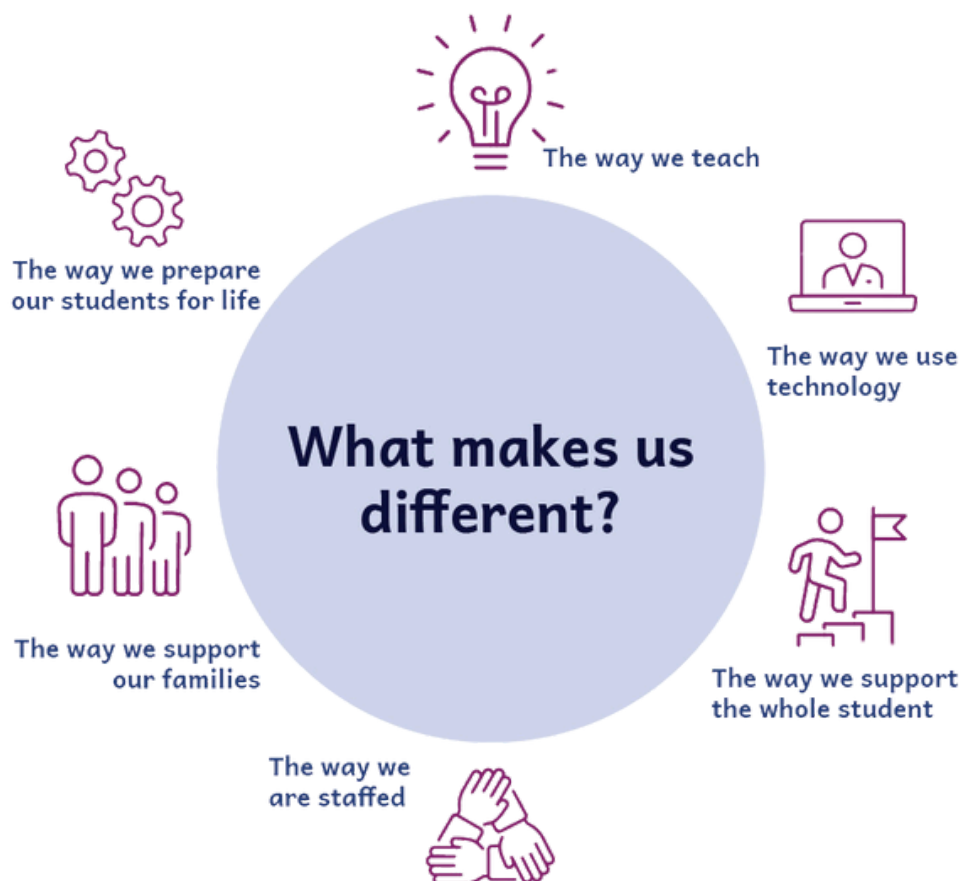 The way we teach
The way we prepare
our students for life
The way we use
technology
What makes us
different?
The way we support
our families
The way we support
the whole student
The way we
are staffed